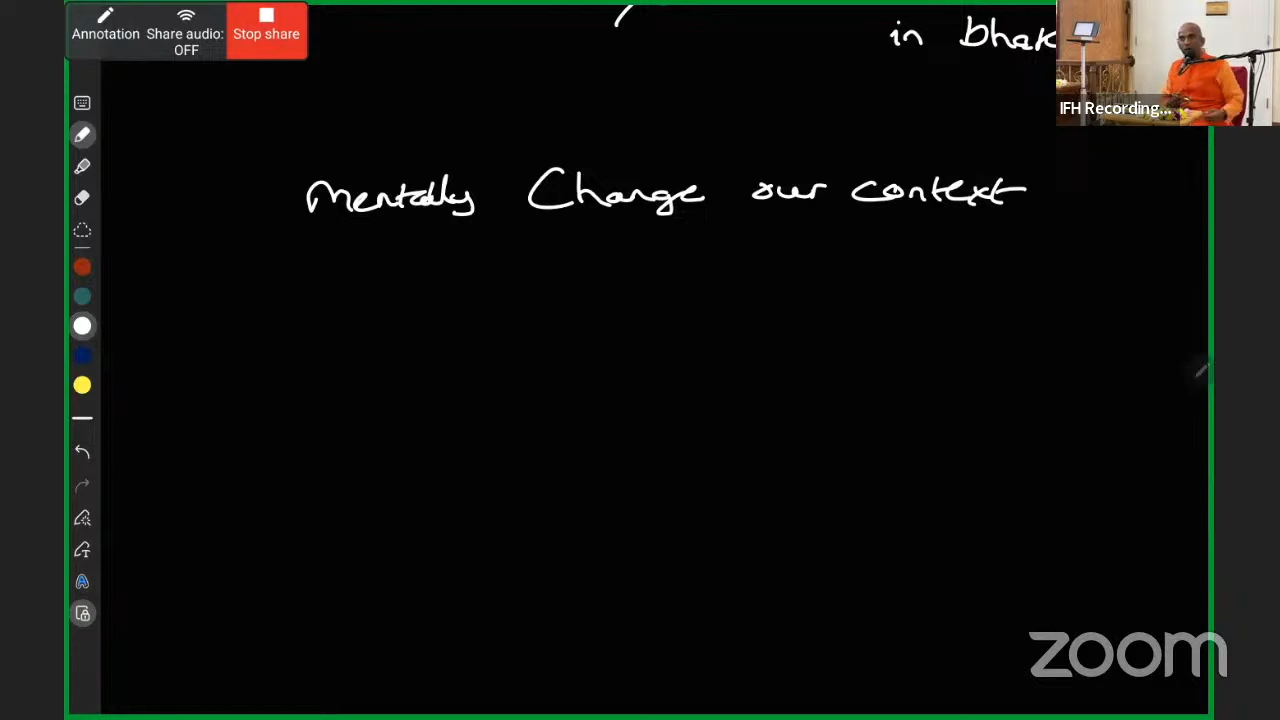 Annotation Share audio: OFF Stop share
in bhak
IFH Recording...
mentally Change our context
zoom